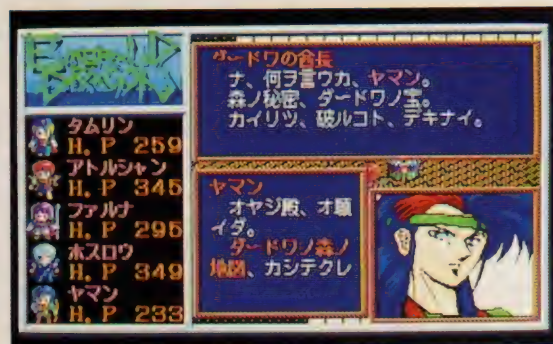 EMERALD
DRAGON
タムリン
H.P 259
アトルシャン
H.P 345
ファルナ
H.P 295
ホスロウ
H.P 349
ヤマン
H.P 233
ダードワの酋長
ナ、何ヲ言ウカ、ヤマン。
森ノ秘密、ダードワノ宝。
カイリツ、破ルコト、デキナイ。
ヤマン
オヤジ殿、オ願
イダ。
ダードワノ森ノ
地図、カシテクレ